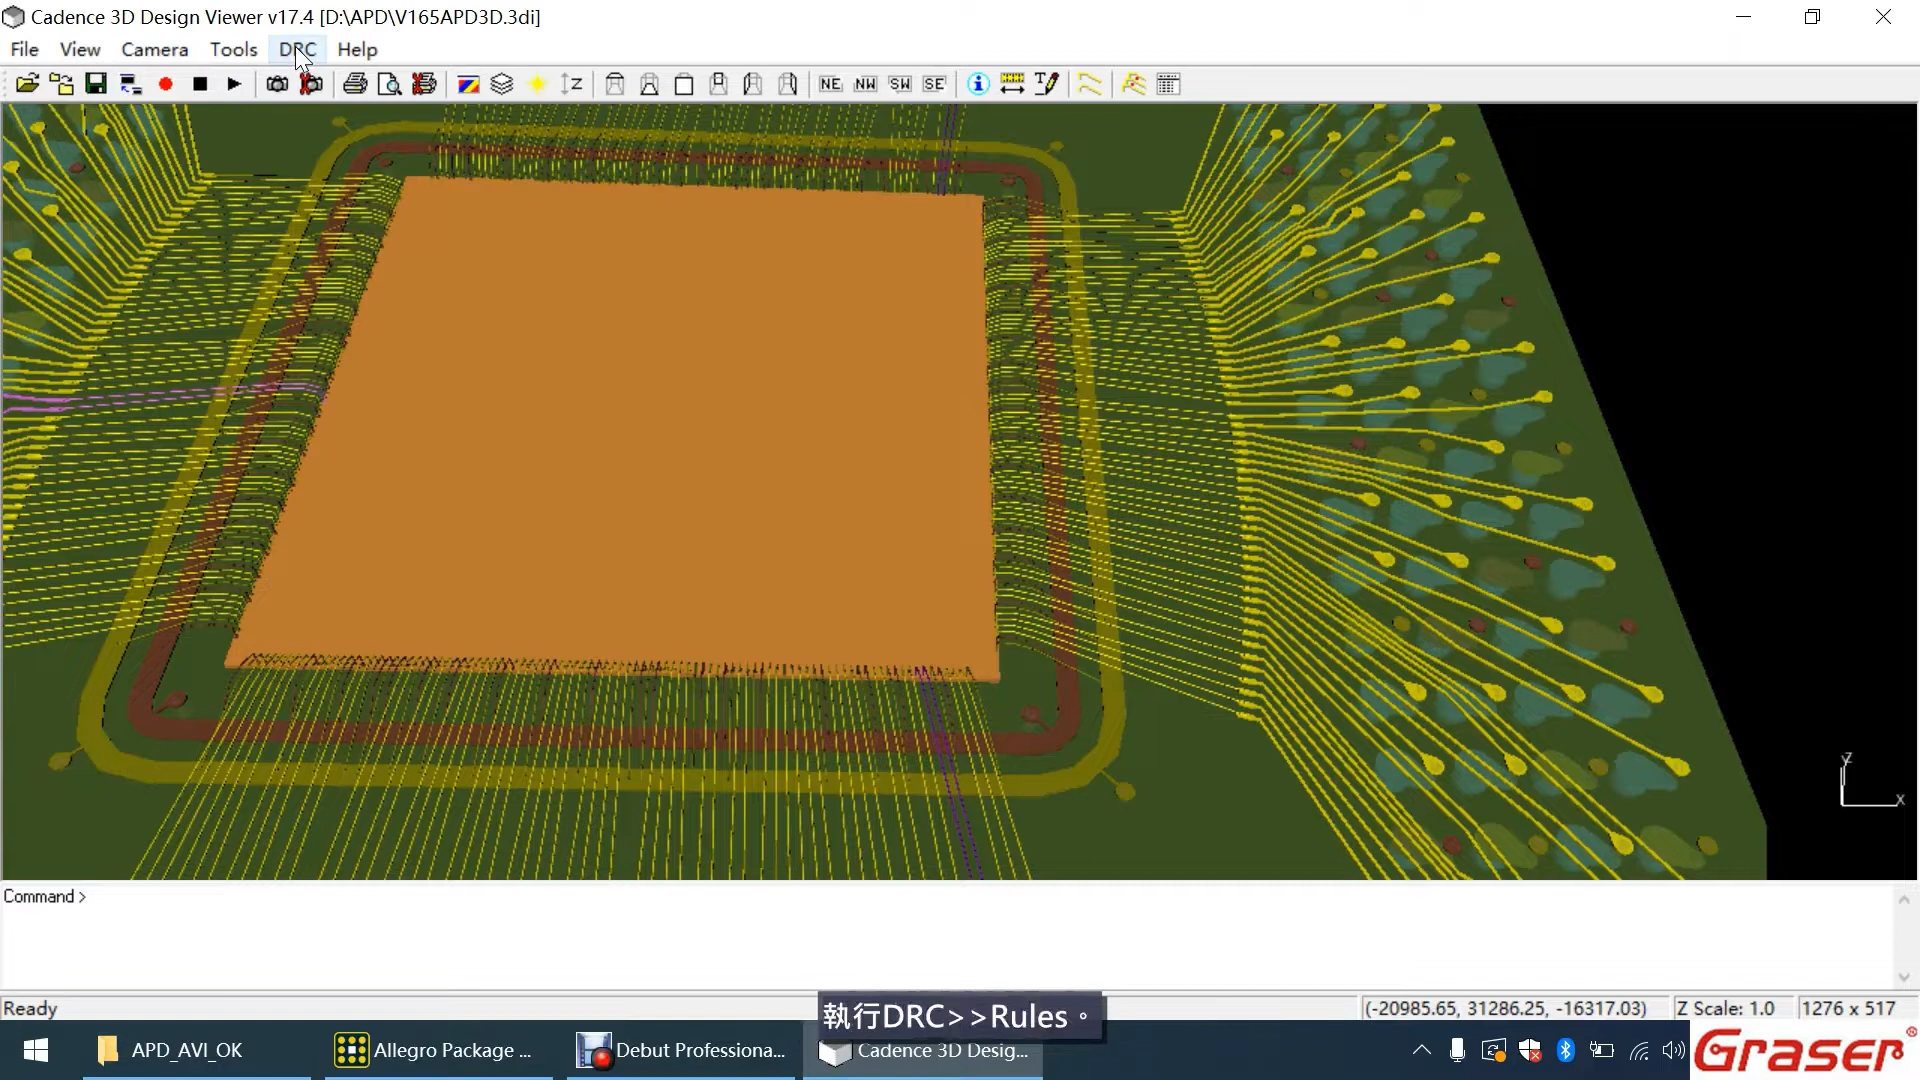 Cadence 3D Design Viewer v17.4 [D:\APD\V165APD3D.3di]
File View Camera Tools DRC Help
Z NE NW SW SE
Y
Z
X
Command >
Ready
(-20985.65, 31286.25, -16317.03) Z Scale: 1.0 1276 x 517
執行DRC>>Rules。
APD_AVI_OK Allegro Package ... Debut Professiona... Cadence 3D Desig...
Graser®